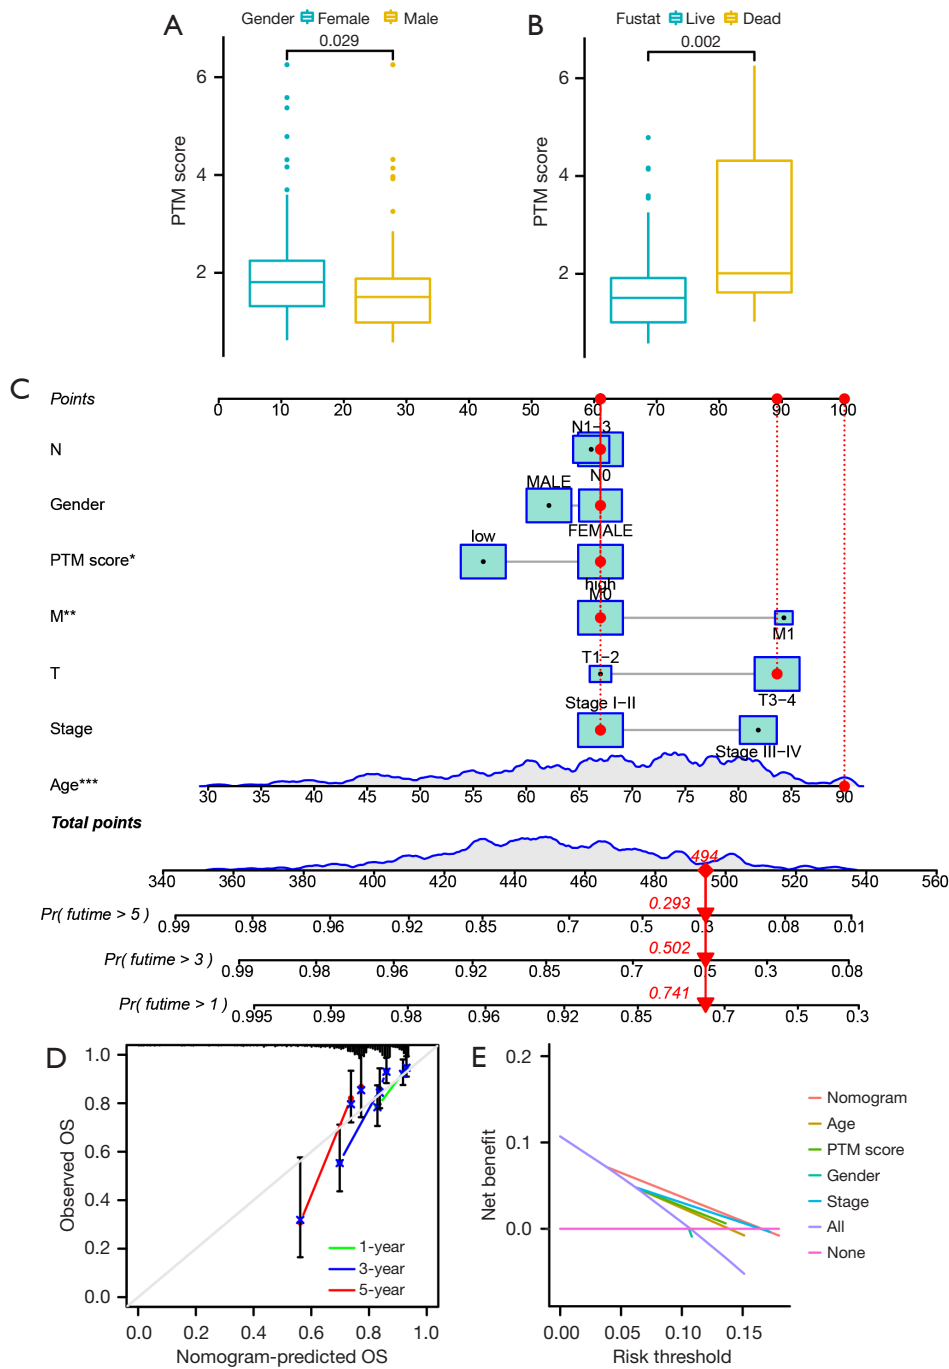 A
Gender Female Male
0.029
6
4
2
PTM score
B
Fustat Live Dead
0.002
6
4
2
PTM score
C
Points
0 10 20 30 40 50 60 70 80 90 100
N
N1−3
N0
Gender
MALE
FEMALE
PTM score*
low
high
M**
M0
M1
T
T1−2
T3−4
Stage
Stage I−II
Stage III−IV
Age***
30 35 40 45 50 55 60 65 70 75 80 85 90
Total points
494
340 360 380 400 420 440 460 480 500 520 540 560
0.293
Pr( futime > 5 )
0.99 0.98 0.96 0.92 0.85 0.7 0.5 0.3 0.08 0.01
0.502
Pr( futime > 3 )
0.99 0.98 0.96 0.92 0.85 0.7 0.5 0.3 0.08
0.741
Pr( futime > 1 )
0.995 0.99 0.98 0.96 0.92 0.85 0.7 0.5 0.3
D
1.0
0.8
0.6
0.4
0.2
0.0
Observed OS
1-year
3-year
5-year
0.0 0.2 0.4 0.6 0.8 1.0
Nomogram-predicted OS
E
0.2
0.1
0.0
Net benefit
Nomogram
Age
PTM score
Gender
Stage
All
None
0.00 0.05 0.10 0.15
Risk threshold